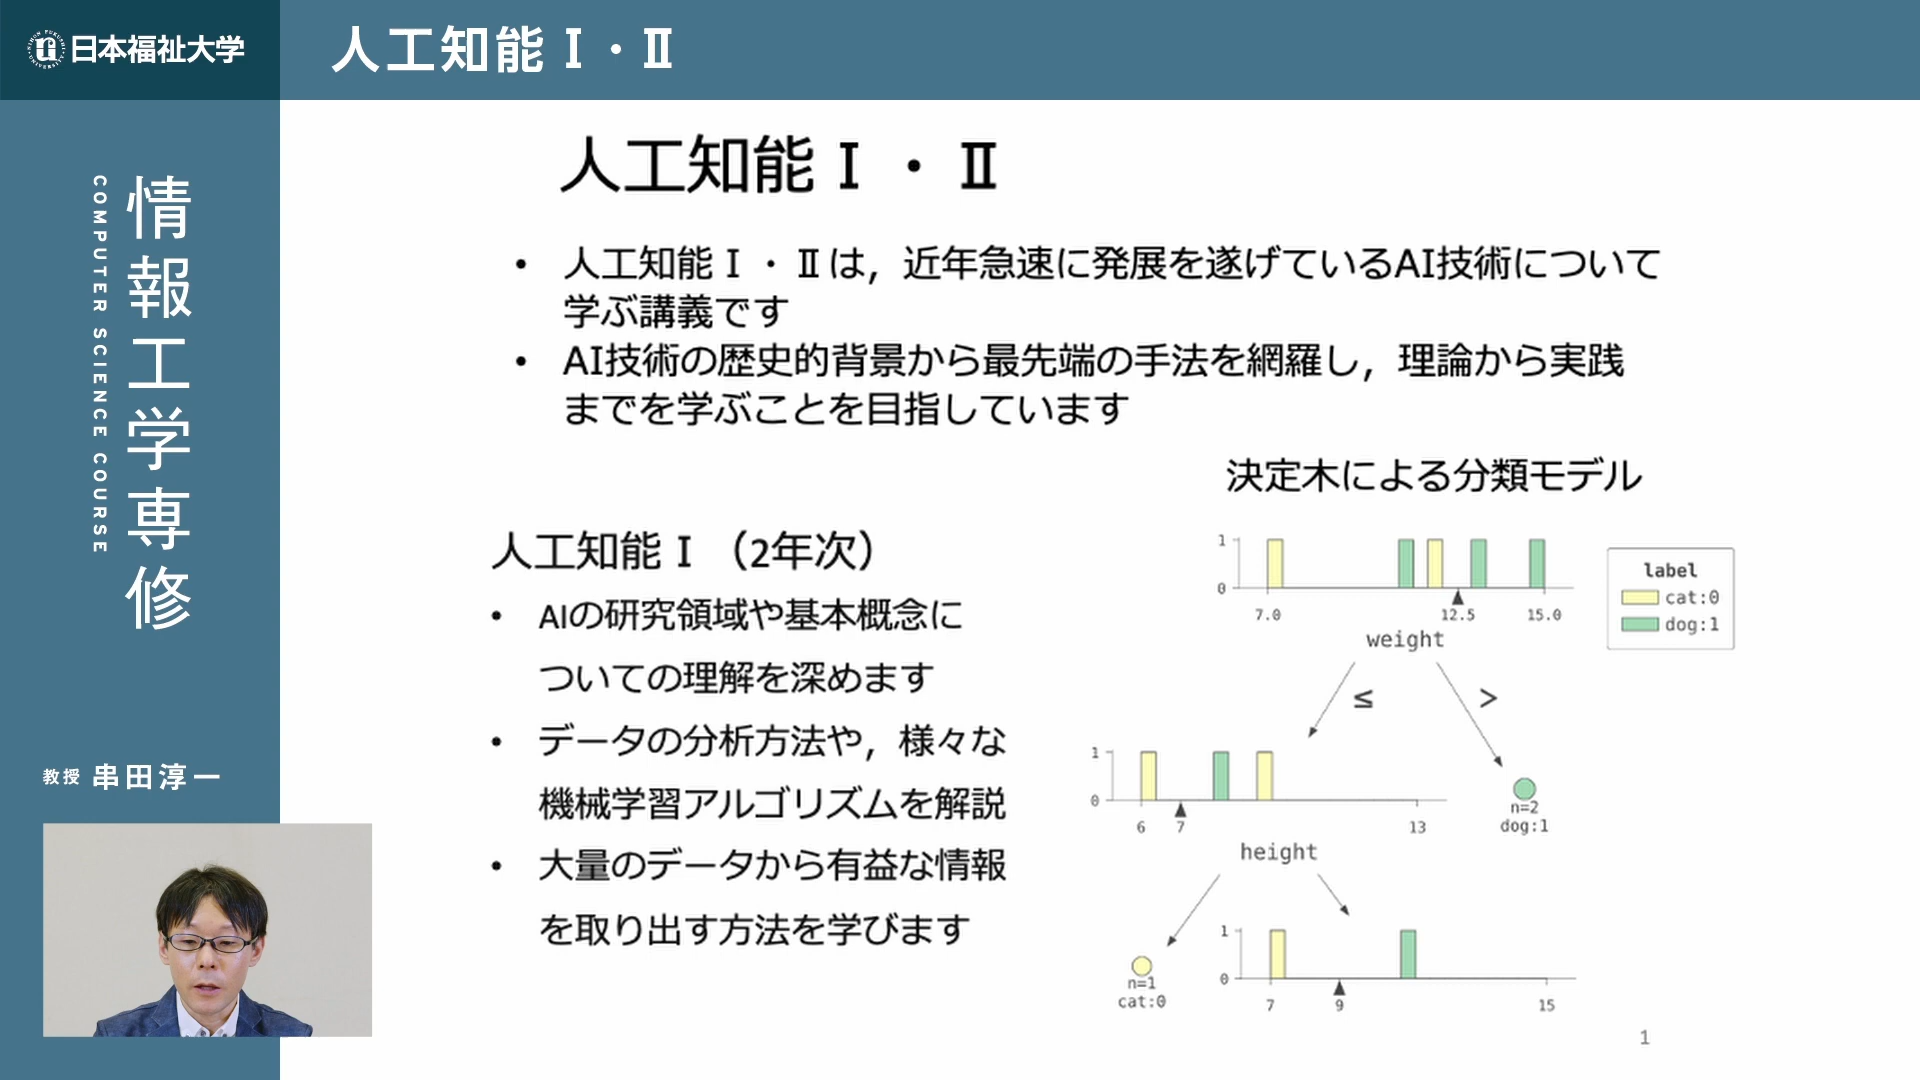 日本福祉大学
人工知能Ⅰ・Ⅱ
情報工学専修
COMPUTER SCIENCE COURSE
教授 串田淳一
人工知能Ⅰ・Ⅱ
• 人工知能Ⅰ・Ⅱは，近年急速に発展を遂げているAI技術について
学ぶ講義です
• AI技術の歴史的背景から最先端の手法を網羅し，理論から実践
までを学ぶことを目指しています
人工知能Ⅰ（2年次）
• AIの研究領域や基本概念に
ついての理解を深めます
• データの分析方法や，様々な
機械学習アルゴリズムを解説
• 大量のデータから有益な情報
を取り出す方法を学びます
決定木による分類モデル
1
0
7.0 12.5 15.0
weight
label
cat:0
dog:1
≤ >
1
0
6 7 13
height
n=2
dog:1
n=1
cat:0
1
0
7 9 15
1